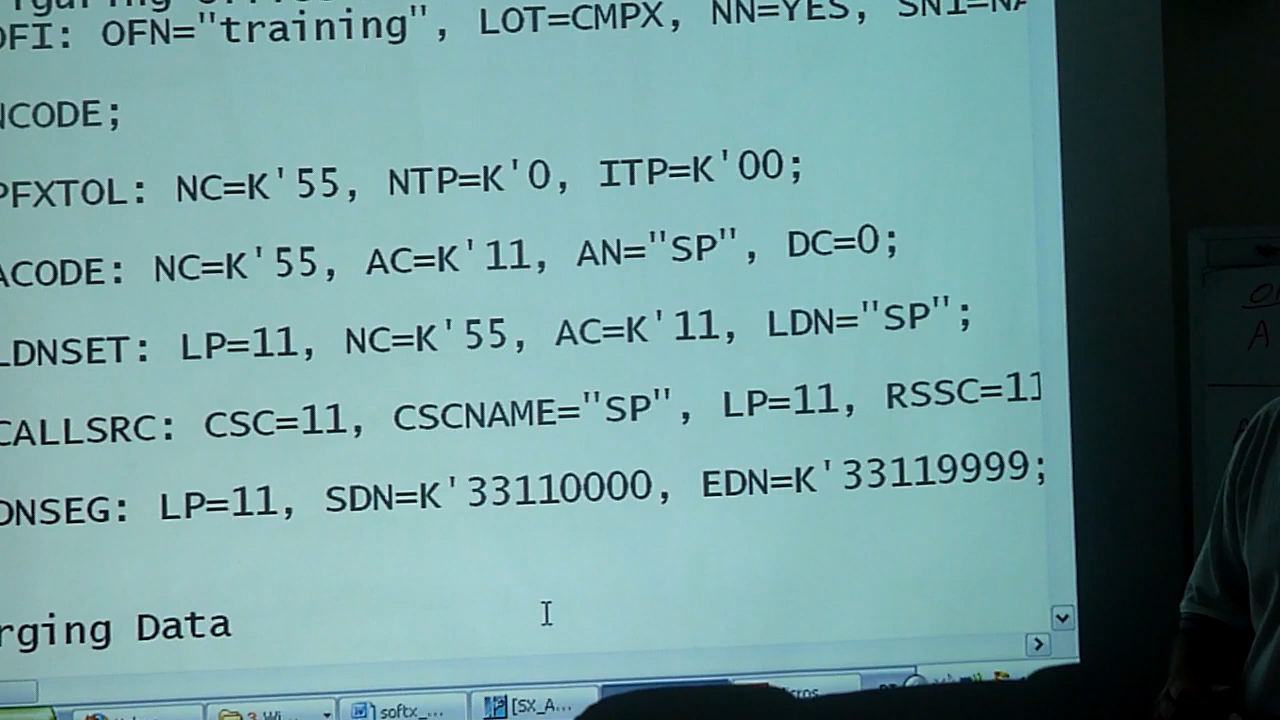 OFI: OFN="training", LOT=CMPX, NN=YES,
NCODE;
PFXTOL: NC=K'55, NTP=K'0, ITP=K'00;
ACODE: NC=K'55, AC=K'11, AN="SP", DC=0;
LDNSET: LP=11, NC=K'55, AC=K'11, LDN="SP";
CALLSRC: CSC=11, CSCNAME="SP", LP=11, RSSC=11
DNSEG: LP=11, SDN=K'33110000, EDN=K'33119999;
rging Data
softx_... [SX_A...